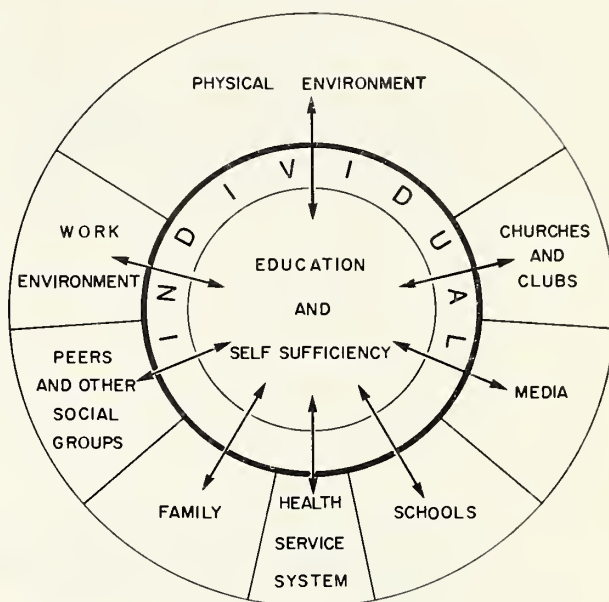 PHYSICAL ENVIRONMENT
INDIVIDUAL
WORK
ENVIRONMENT
EDUCATION
AND
SELF SUFFICIENCY
CHURCHES
AND
CLUBS
PEERS
AND OTHER
SOCIAL
GROUPS
MEDIA
FAMILY
HEALTH
SERVICE
SYSTEM
SCHOOLS